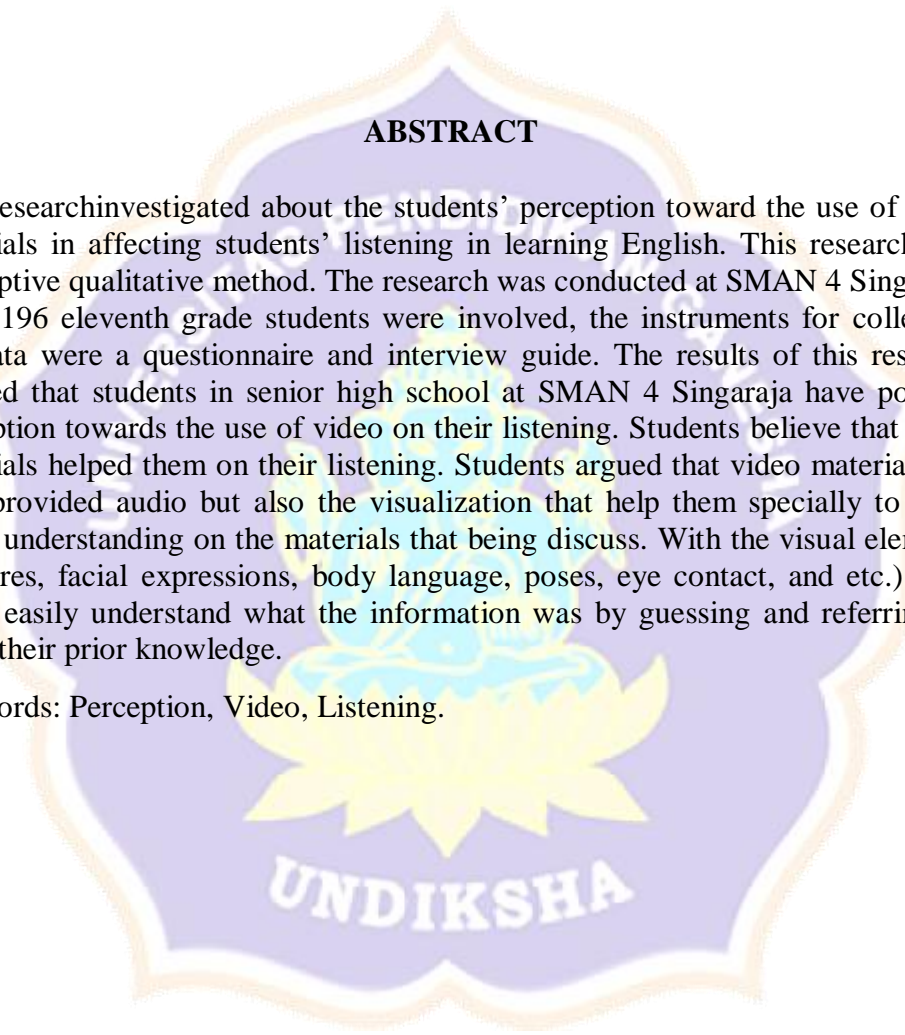 ABSTRACT
esearchinvestigated about the students’ perception toward the use of
ials in affecting students’ listening in learning English. This research
ptive qualitative method. The research was conducted at SMAN 4 Sing
196 eleventh grade students were involved, the instruments for colle
ata were a questionnaire and interview guide. The results of this res
ed that students in senior high school at SMAN 4 Singaraja have po
ption towards the use of video on their listening. Students believe that
ials helped them on their listening. Students argued that video material
provided audio but also the visualization that help them specially to
understanding on the materials that being discuss. With the visual eler
res, facial expressions, body language, poses, eye contact, and etc.)
easily understand what the information was by guessing and referrin
their prior knowledge.
ords: Perception, Video, Listening.
UNIVERSITAS PENDIDIKAN GANESHA
UNDIKSHA